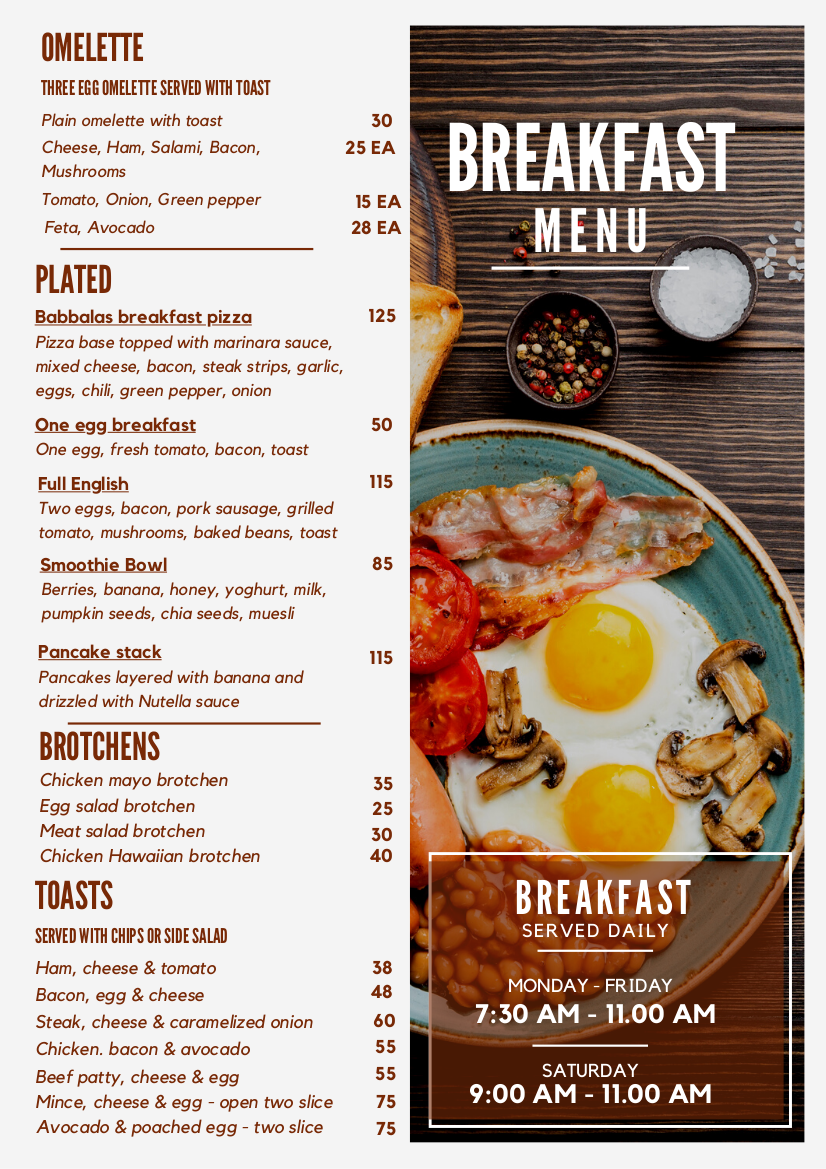 OMELETTE
THREE EGG OMELETTE SERVED WITH TOAST
Plain omelette with toast 30
Cheese, Ham, Salami, Bacon, 25 EA
Mushrooms
Tomato, Onion, Green pepper 15 EA
Feta, Avocado 28 EA
PLATED
Babbalas breakfast pizza 125
Pizza base topped with marinara sauce,
mixed cheese, bacon, steak strips, garlic,
eggs, chili, green pepper, onion
One egg breakfast 50
One egg, fresh tomato, bacon, toast
Full English 115
Two eggs, bacon, pork sausage, grilled
tomato, mushrooms, baked beans, toast
Smoothie Bowl 85
Berries, banana, honey, yoghurt, milk,
pumpkin seeds, chia seeds, muesli
Pancake stack 115
Pancakes layered with banana and
drizzled with Nutella sauce
BROTCHENS
Chicken mayo brotchen 35
Egg salad brotchen 25
Meat salad brotchen 30
Chicken Hawaiian brotchen 40
TOASTS
SERVED WITH CHIPS OR SIDE SALAD
Ham, cheese & tomato 38
Bacon, egg & cheese 48
Steak, cheese & caramelized onion 60
Chicken. bacon & avocado 55
Beef patty, cheese & egg 55
Mince, cheese & egg - open two slice 75
Avocado & poached egg - two slice 75
BREAKFAST
MENU
BREAKFAST
SERVED DAILY
MONDAY - FRIDAY
7:30 AM - 11.00 AM
SATURDAY
9:00 AM - 11.00 AM